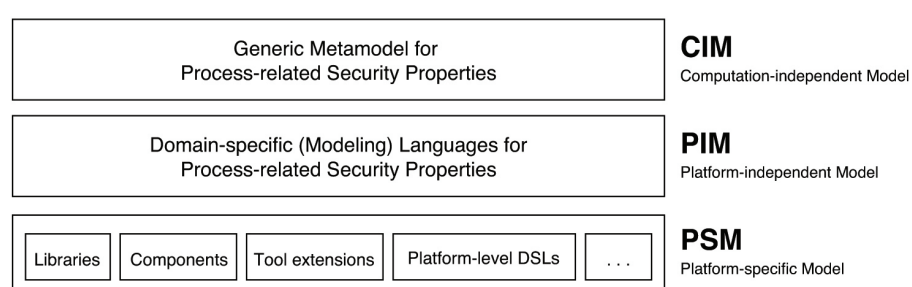 Generic Metamodel for
Process-related Security Properties
CIM
Computation-independent Model
Domain-specific (Modeling) Languages for
Process-related Security Properties
PIM
Platform-independent Model
Libraries
Components
Tool extensions
Platform-level DSLs
. . .
PSM
Platform-specific Model